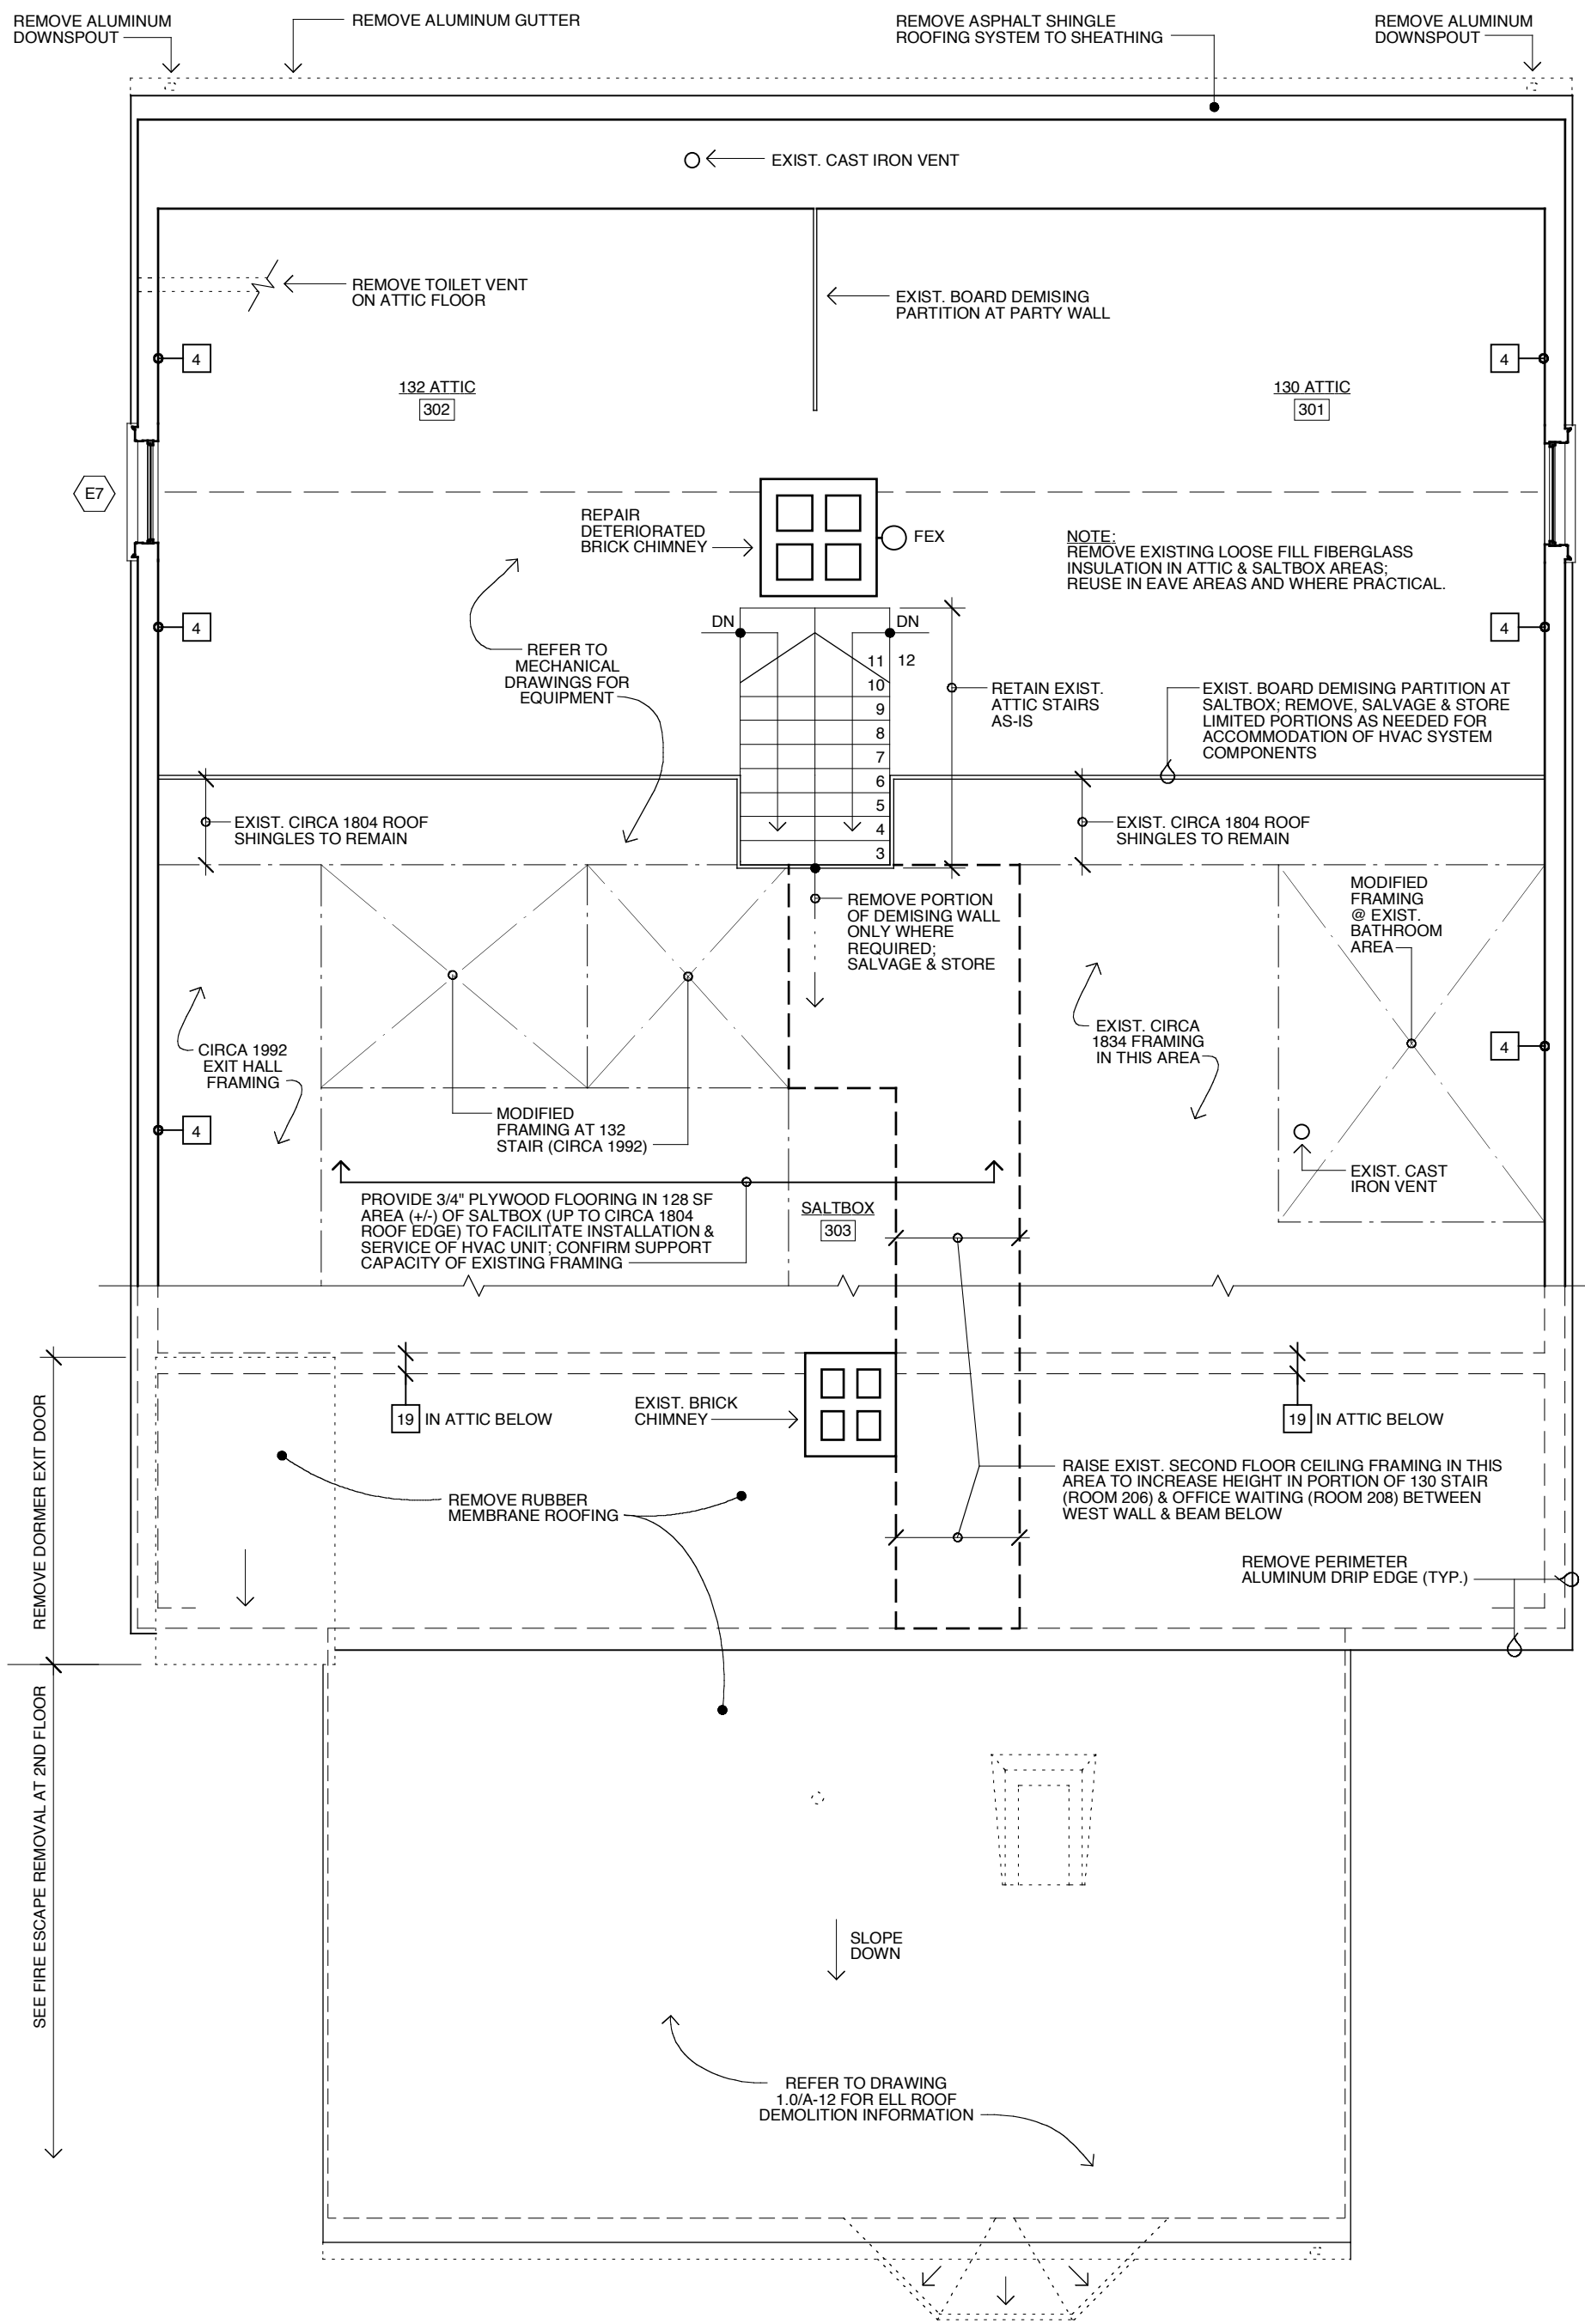 REMOVE ALUMINUM
DOWNSPOUT
REMOVE ALUMINUM GUTTER
REMOVE ASPHALT SHINGLE
ROOFING SYSTEM TO SHEATHING
REMOVE ALUMINUM
DOWNSPOUT
EXIST. CAST IRON VENT
REMOVE TOILET VENT
ON ATTIC FLOOR
EXIST. BOARD DEMISING
PARTITION AT PARTY WALL
4
4
132 ATTIC
302
130 ATTIC
301
E7
REPAIR
DETERIORATED
BRICK CHIMNEY
FEX
NOTE:
REMOVE EXISTING LOOSE FILL FIBERGLASS
INSULATION IN ATTIC & SALTBOX AREAS;
REUSE IN EAVE AREAS AND WHERE PRACTICAL.
4
4
DN
DN
11
12
10
9
8
7
6
5
4
3
REFER TO
MECHANICAL
DRAWINGS FOR
EQUIPMENT
RETAIN EXIST.
ATTIC STAIRS
AS-IS
EXIST. BOARD DEMISING PARTITION AT
SALTBOX; REMOVE, SALVAGE & STORE
LIMITED PORTIONS AS NEEDED FOR
ACCOMMODATION OF HVAC SYSTEM
COMPONENTS
EXIST. CIRCA 1804 ROOF
SHINGLES TO REMAIN
EXIST. CIRCA 1804 ROOF
SHINGLES TO REMAIN
REMOVE PORTION
OF DEMISING WALL
ONLY WHERE
REQUIRED;
SALVAGE & STORE
MODIFIED
FRAMING
@ EXIST.
BATHROOM
AREA
CIRCA 1992
EXIT HALL
FRAMING
EXIST. CIRCA
1834 FRAMING
IN THIS AREA
4
4
MODIFIED
FRAMING AT 132
STAIR (CIRCA 1992)
EXIST. CAST
IRON VENT
PROVIDE 3/4" PLYWOOD FLOORING IN 128 SF
AREA (+/-) OF SALTBOX (UP TO CIRCA 1804
ROOF EDGE) TO FACILITATE INSTALLATION &
SERVICE OF HVAC UNIT; CONFIRM SUPPORT
CAPACITY OF EXISTING FRAMING
SALTBOX
303
19 IN ATTIC BELOW
EXIST. BRICK
CHIMNEY
19 IN ATTIC BELOW
REMOVE DORMER EXIT DOOR
RAISE EXIST. SECOND FLOOR CEILING FRAMING IN THIS
AREA TO INCREASE HEIGHT IN PORTION OF 130 STAIR
(ROOM 206) & OFFICE WAITING (ROOM 208) BETWEEN
WEST WALL & BEAM BELOW
REMOVE RUBBER
MEMBRANE ROOFING
REMOVE PERIMETER
ALUMINUM DRIP EDGE (TYP.)
SEE FIRE ESCAPE REMOVAL AT 2ND FLOOR
SLOPE
DOWN
REFER TO DRAWING
1.0/A-12 FOR ELL ROOF
DEMOLITION INFORMATION